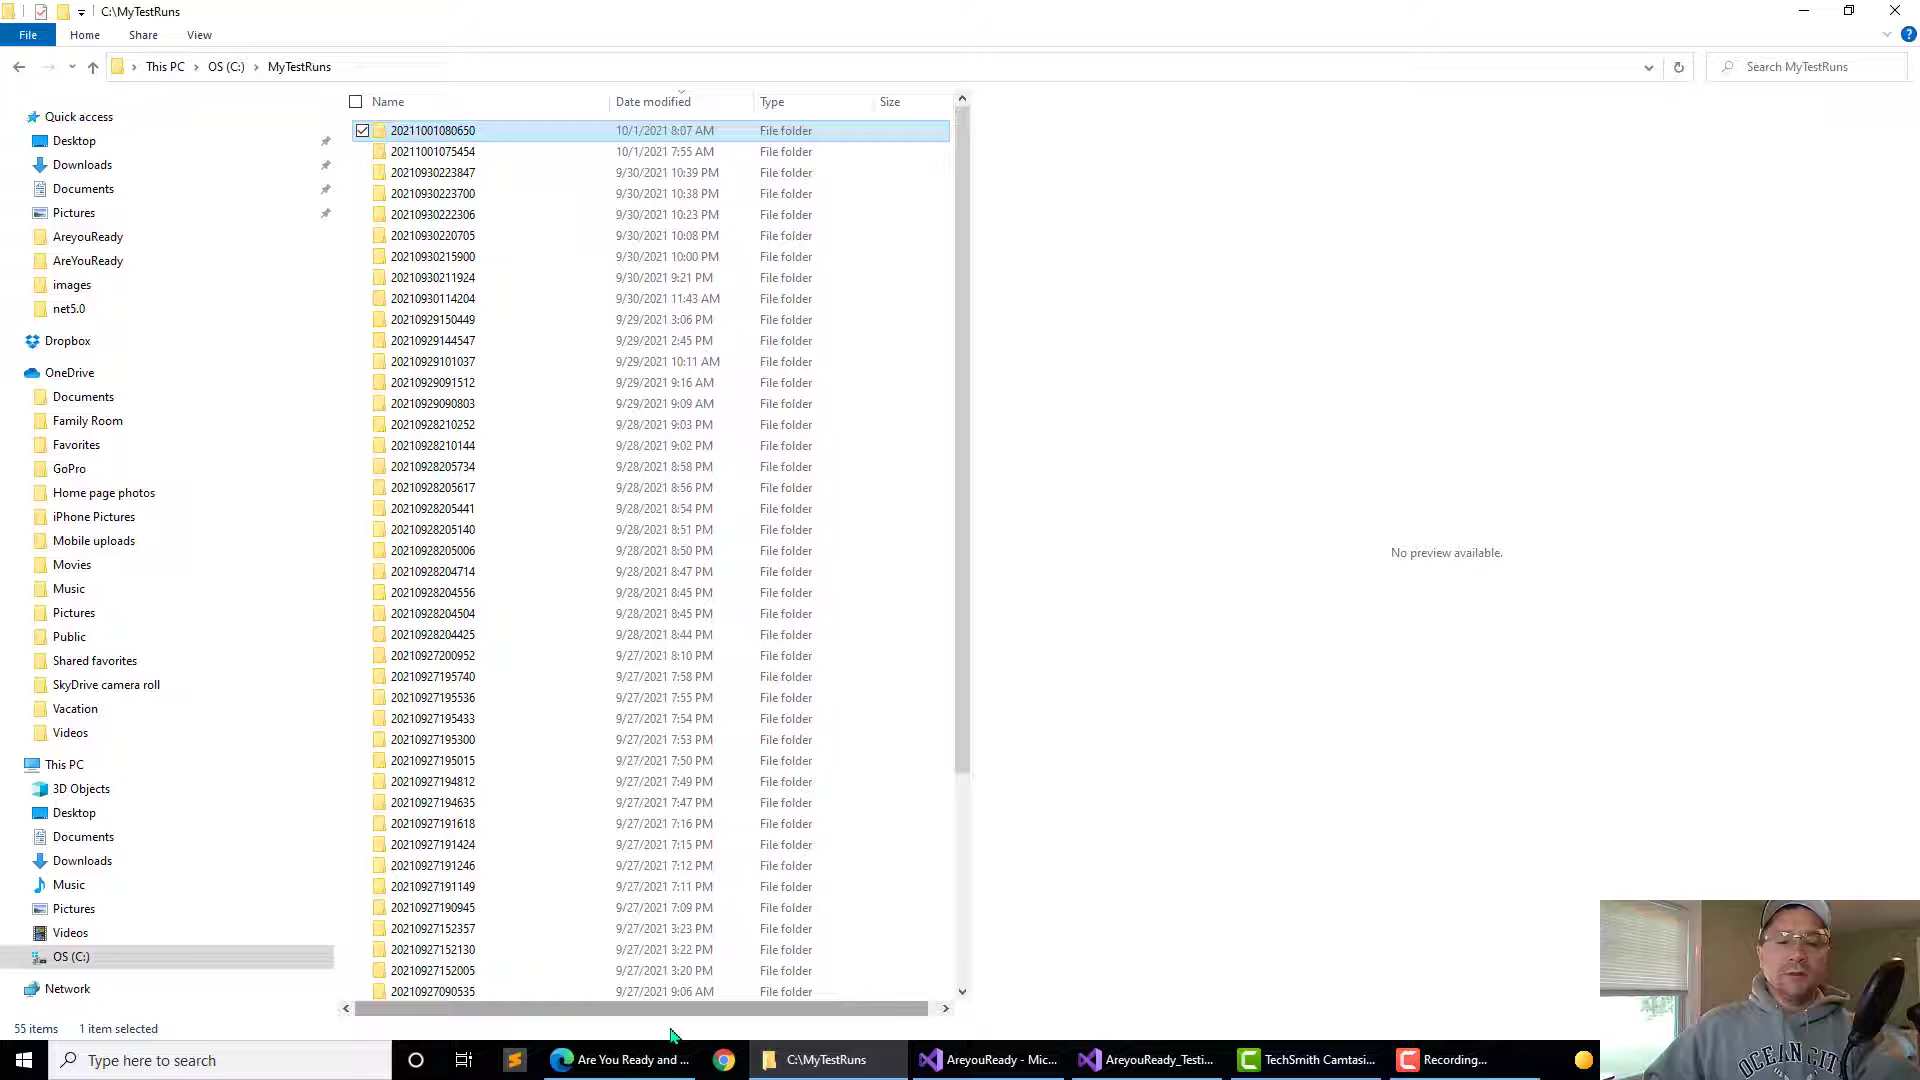 C:\MyTestRuns
File Home Share View
This PC OS (C:) MyTestRuns Search MyTestRuns
Name Date modified Type Size
Quick access
Desktop
Downloads
Documents
Pictures
AreyouReady
AreYouReady
images
net5.0
Dropbox
OneDrive
Documents
Family Room
Favorites
GoPro
Home page photos
iPhone Pictures
Mobile uploads
Movies
Music
Pictures
Public
Shared favorites
SkyDrive camera roll
Vacation
Videos
This PC
3D Objects
Desktop
Documents
Downloads
Music
Pictures
Videos
OS (C:)
Network
20211001080650 10/1/2021 8:07 AM File folder
20211001075454 10/1/2021 7:55 AM File folder
20210930223847 9/30/2021 10:39 PM File folder
20210930223700 9/30/2021 10:38 PM File folder
20210930222306 9/30/2021 10:23 PM File folder
20210930220705 9/30/2021 10:08 PM File folder
20210930215900 9/30/2021 10:00 PM File folder
20210930211924 9/30/2021 9:21 PM File folder
20210930114204 9/30/2021 11:43 AM File folder
20210929150449 9/29/2021 3:06 PM File folder
20210929144547 9/29/2021 2:45 PM File folder
20210929101037 9/29/2021 10:11 AM File folder
20210929091512 9/29/2021 9:16 AM File folder
20210929090803 9/29/2021 9:09 AM File folder
20210928210252 9/28/2021 9:03 PM File folder
20210928210144 9/28/2021 9:02 PM File folder
20210928205734 9/28/2021 8:58 PM File folder
20210928205617 9/28/2021 8:56 PM File folder
20210928205441 9/28/2021 8:54 PM File folder
20210928205140 9/28/2021 8:51 PM File folder
20210928205006 9/28/2021 8:50 PM File folder
20210928204714 9/28/2021 8:47 PM File folder
20210928204556 9/28/2021 8:45 PM File folder
20210928204504 9/28/2021 8:45 PM File folder
20210928204425 9/28/2021 8:44 PM File folder
20210927200952 9/27/2021 8:10 PM File folder
20210927195740 9/27/2021 7:58 PM File folder
20210927195536 9/27/2021 7:55 PM File folder
20210927195433 9/27/2021 7:54 PM File folder
20210927195300 9/27/2021 7:53 PM File folder
20210927195015 9/27/2021 7:50 PM File folder
20210927194812 9/27/2021 7:49 PM File folder
20210927194635 9/27/2021 7:47 PM File folder
20210927191618 9/27/2021 7:16 PM File folder
20210927191424 9/27/2021 7:15 PM File folder
20210927191246 9/27/2021 7:12 PM File folder
20210927191149 9/27/2021 7:11 PM File folder
20210927190945 9/27/2021 7:09 PM File folder
20210927152357 9/27/2021 3:23 PM File folder
20210927152130 9/27/2021 3:22 PM File folder
20210927152005 9/27/2021 3:20 PM File folder
20210927090535 9/27/2021 9:06 AM File folder
No preview available.
55 items 1 item selected
OCEAN CITY
Type here to search
Are You Ready and ...
C:\MyTestRuns
AreyouReady - Mic...
AreyouReady_Testi...
TechSmith Camtasi...
Recording...